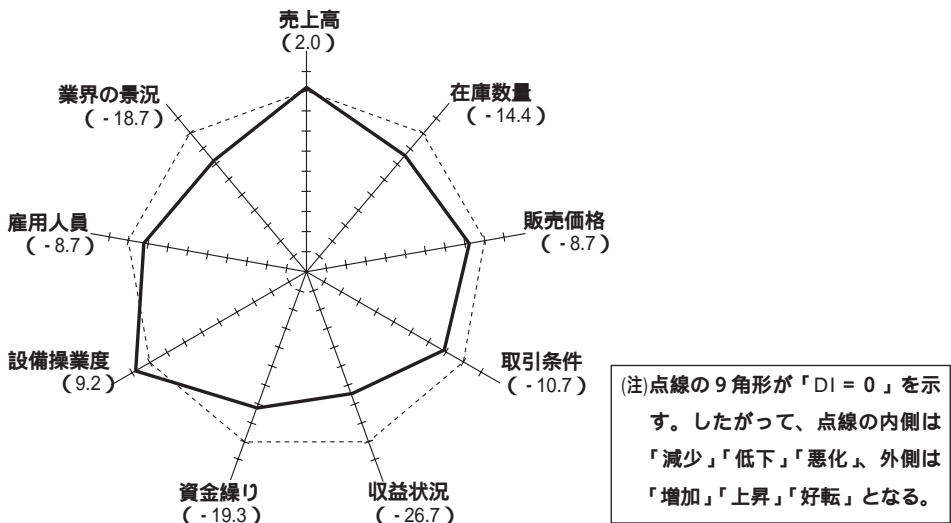 売上高
( 2.0 )
在庫数量
( - 14.4 )
販売価格
( - 8.7 )
取引条件
( - 10.7 )
収益状況
( - 26.7 )
資金繰り
( - 19.3 )
設備操業度
( 9.2 )
雇用人員
( - 8.7 )
業界の景況
( - 18.7 )
(注)点線の9角形が「DI = 0 」を示
す。したがって、点線の内側は
「減少」「低下」「悪化」、外側は
「増加」「上昇」「好転」となる。